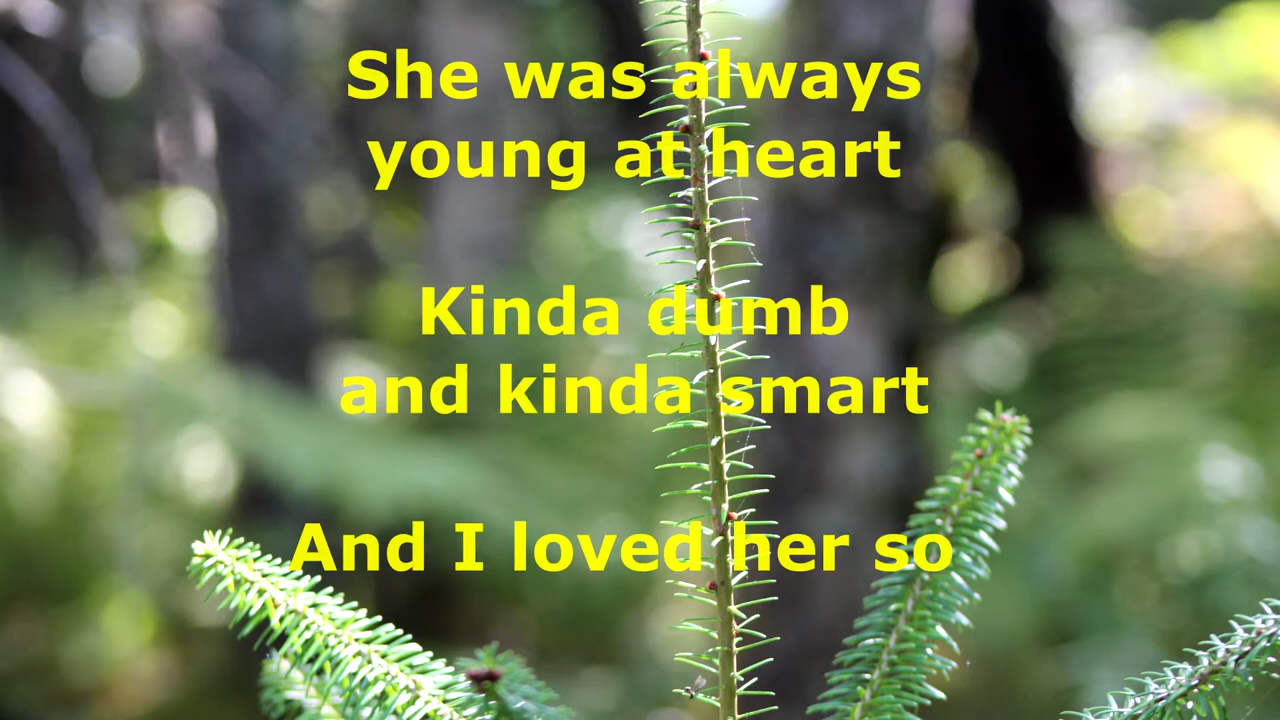 She was always
young at heart
Kinda dumb
and kinda smart
And I loved her so